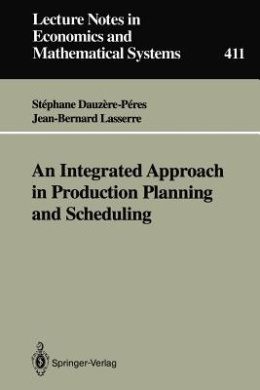 Lecture Notes in
Economics and
Mathematical Systems 411
Stéphane Dauzère-Péres
Jean-Bernard Lasserre
An Integrated Approach
in Production Planning
and Scheduling
Springer-Verlag